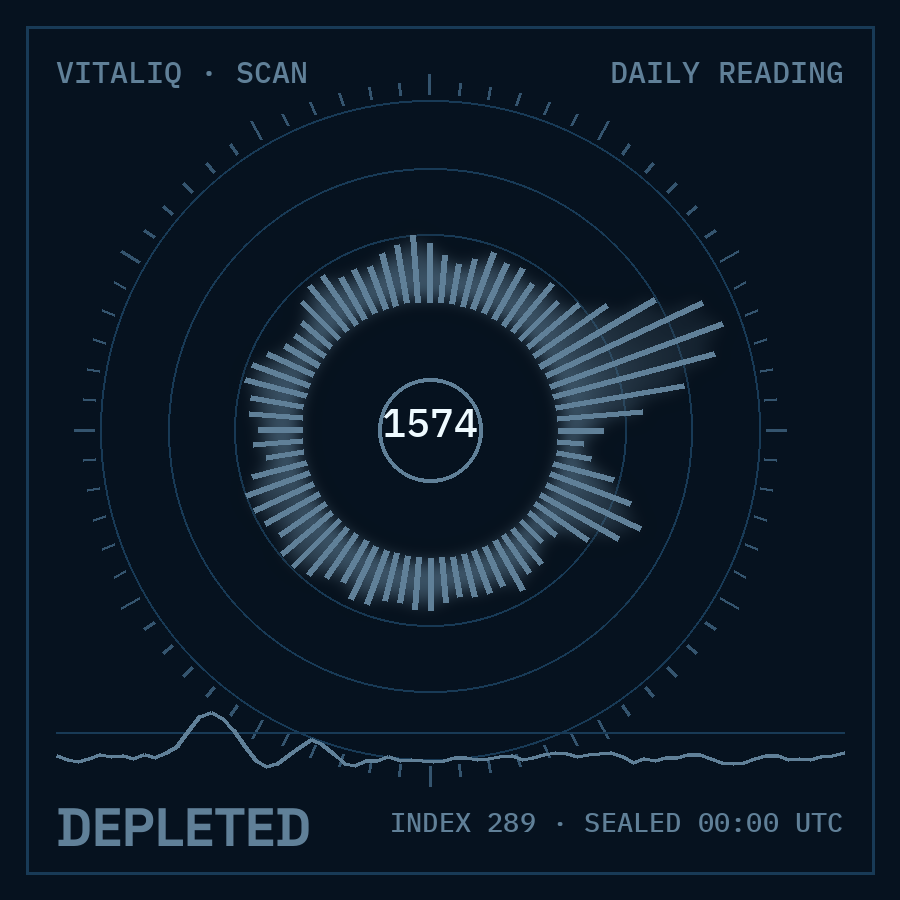 VITALIQ · SCAN
DAILY READING
1574
DEPLETED
INDEX 289 · SEALED 00:00 UTC